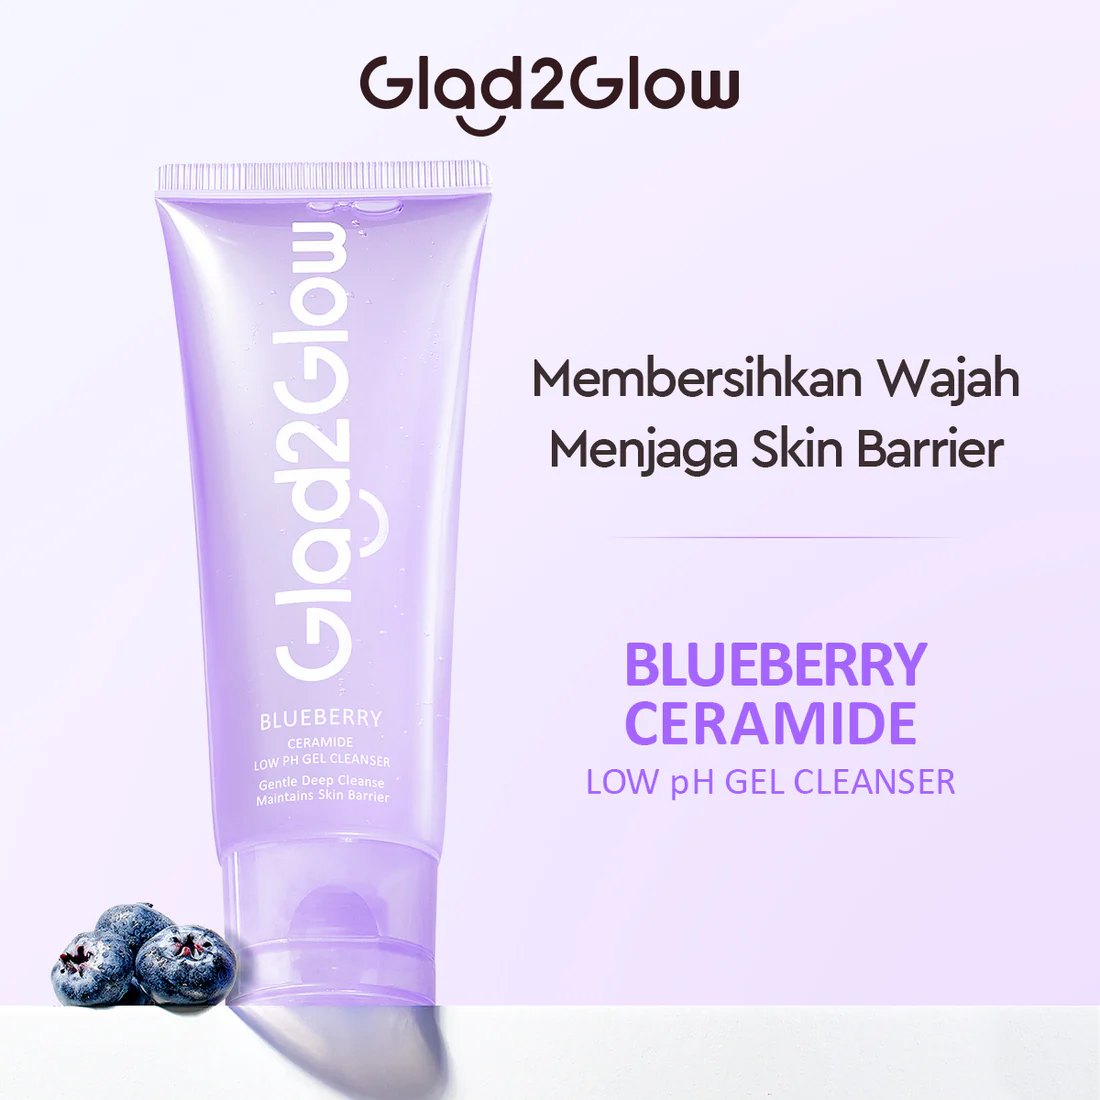 Glad2Glow
Glad2Glow
BLUEBERRY
CERAMIDE
LOW PH GEL CLEANSER
Gentle Deep Cleanse
Maintains Skin Barrier
Membersihkan Wajah
Menjaga Skin Barrier
BLUEBERRY
CERAMIDE
LOW pH GEL CLEANSER